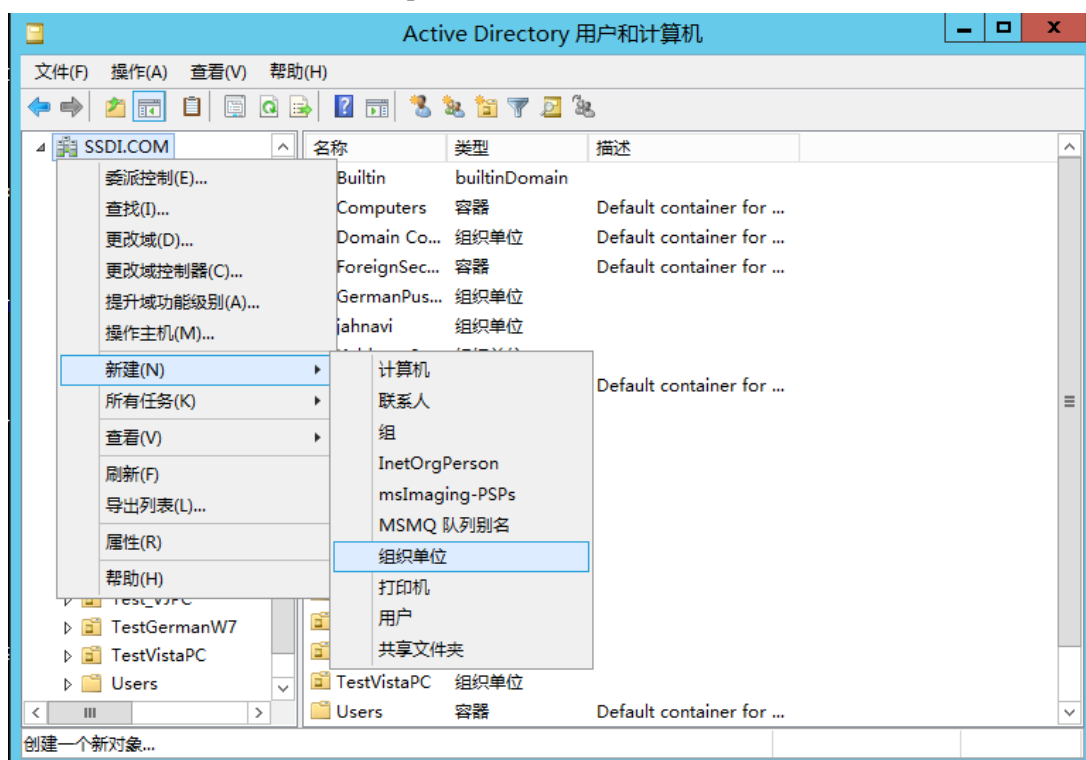 Active Directory 用户和计算机
文件(F) 操作(A) 查看(V) 帮助(H)
SSDI.COM
名称 类型 描述
委派控制(E)...
查找(I)...
更改域(D)...
更改域控制器(C)...
提升域功能级别(A)...
操作主机(M)...
新建(N)
所有任务(K)
查看(V)
刷新(F)
导出列表(L)...
属性(R)
帮助(H)
Builtin builtinDomain
Computers 容器 Default container for ...
Domain Co... 组织单位 Default container for ...
ForeignSec... 容器 Default container for ...
GermanPus... 组织单位
jahnavi 组织单位
Default container for ...
计算机
联系人
组
InetOrgPerson
msImaging-PSPs
MSMQ 队列别名
组织单位
打印机
用户
共享文件夹
TestGermanW7
TestVistaPC
Users
TestVistaPC 组织单位
Users 容器 Default container for ...
创建一个新对象...